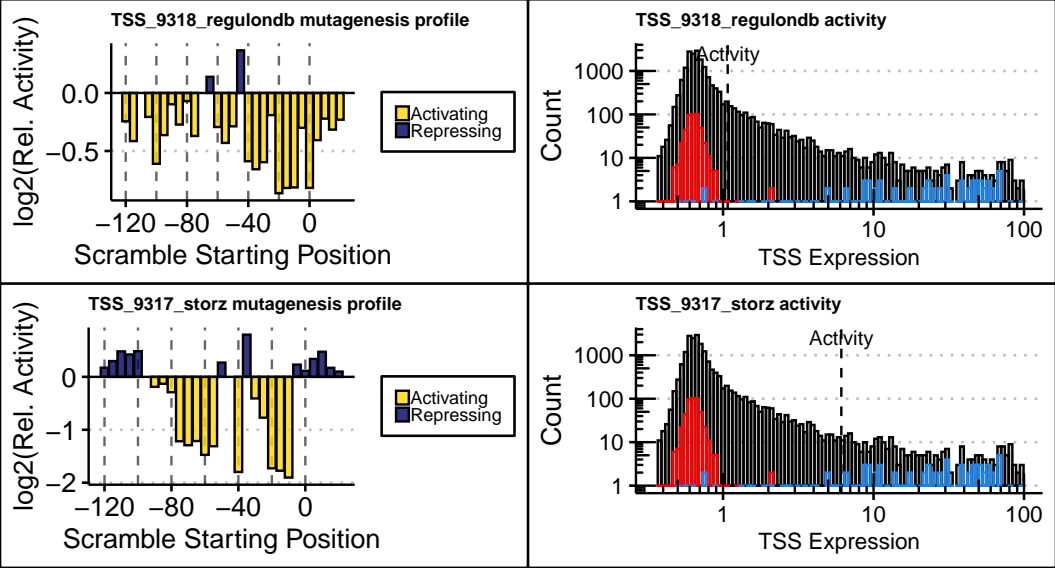 TSS_9318_regulondb mutagenesis profile
log2(Rel. Activity)
0.0
−0.5
−120 −80 −40 0
Scramble Starting Position
Activating
Repressing
TSS_9318_regulondb activity
Activity
Count
1000
100
10
1
1 10 100
TSS Expression
TSS_9317_storz mutagenesis profile
log2(Rel. Activity)
0
−1
−2
−120 −80 −40 0
Scramble Starting Position
Activating
Repressing
TSS_9317_storz activity
Activity
Count
1000
100
10
1
1 10 100
TSS Expression